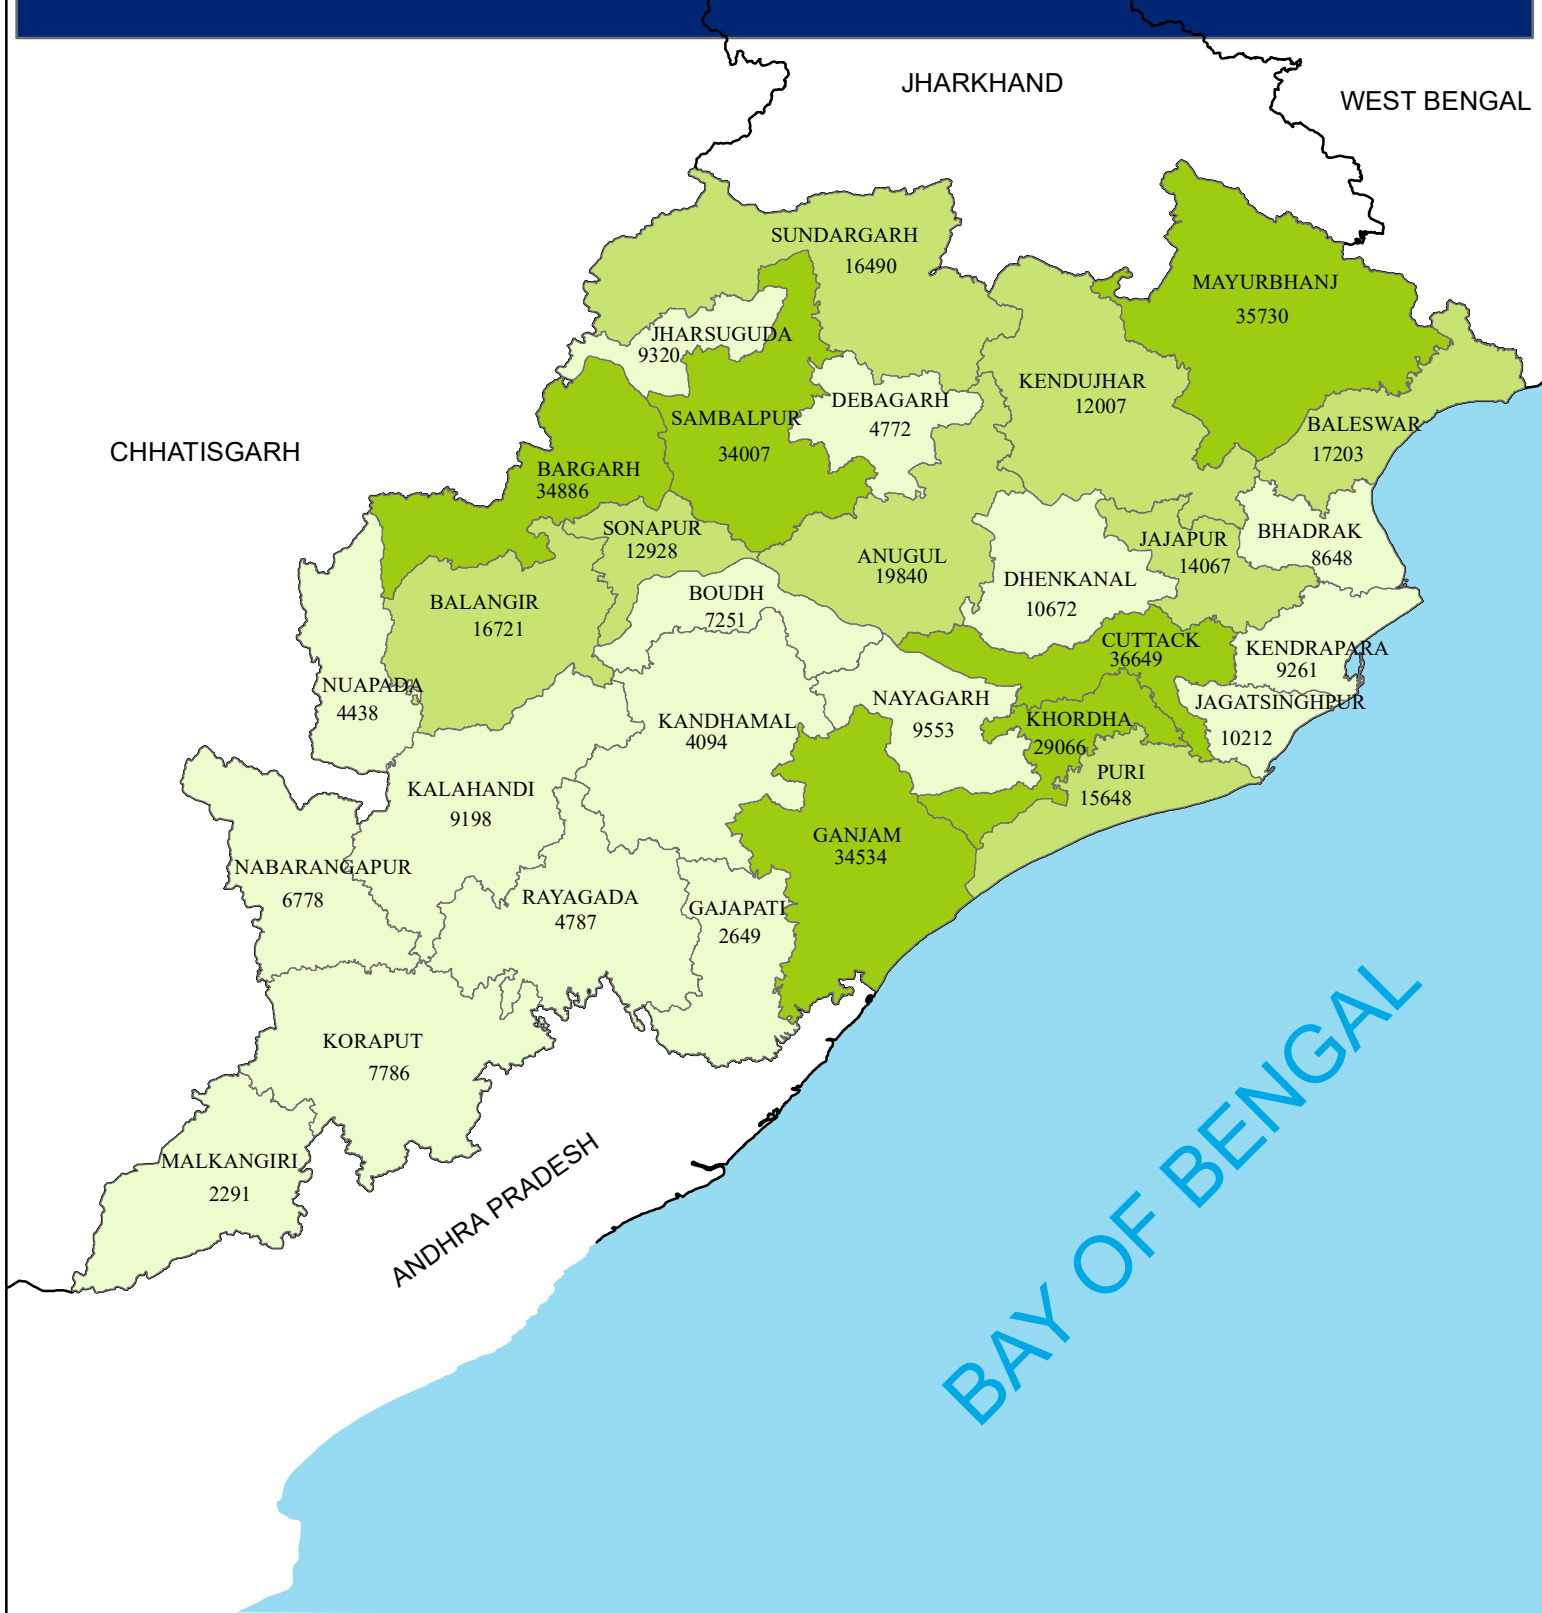 JHARKHAND
WEST BENGAL
SUNDARGARH
16490
MAYURBHANJ
35730
JHARSUGUDA
9320
KENDUJHAR
12007
DEBAGARH
4772
SAMBALPUR
34007
BALESWAR
17203
CHHATISGARH
BARGARH
34886
SONAPUR
12928
ANUGUL
19840
JAJAPUR
14067
BHADRAK
8648
DHENKANAL
10672
BALANGIR
16721
BOUDH
7251
CUTTACK
36649
KENDRAPARA
9261
NUAPADA
4438
NAYAGARH
9553
JAGATSINGHPUR
10212
KANDHAMAL
4094
KHORDHA
29066
PURI
15648
KALAHANDI
9198
GANJAM
34534
NABARANGAPUR
6778
RAYAGADA
4787
GAJAPATI
2649
KORAPUT
7786
MALKANGIRI
2291
ANDHRA PRADESH
BAY OF BENGAL